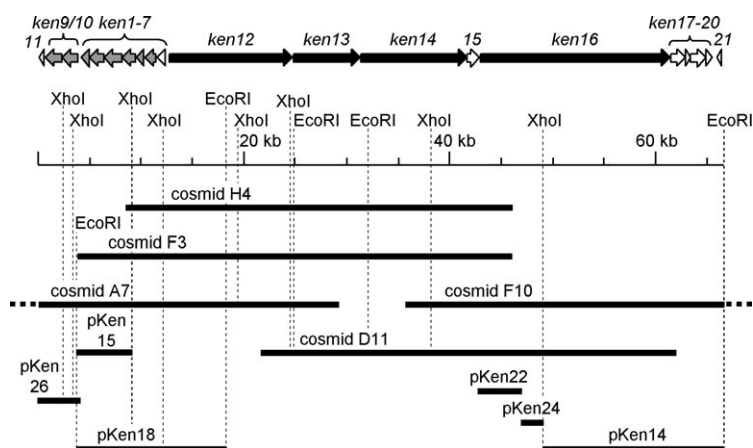 ken9/10 ken1-7 ken17-20
11 ken12 ken13 ken14 15 ken16 21
XhoI XhoI EcoRI XhoI
XhoI XhoI XhoI EcoRI EcoRI XhoI XhoI EcoRI
20 kb 40 kb 60 kb
cosmid H4
EcoRI
cosmid F3
cosmid A7 cosmid F10
pKen
15 cosmid D11
pKen
26 pKen22
pKen24
pKen18 pKen14